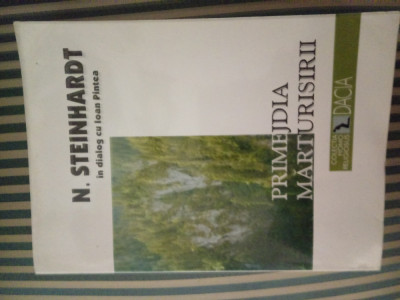 N. STEINHARDT
în dialog cu Ioan Pintea
PRIMEJDIA
MĂRTURISIRII
DACIA